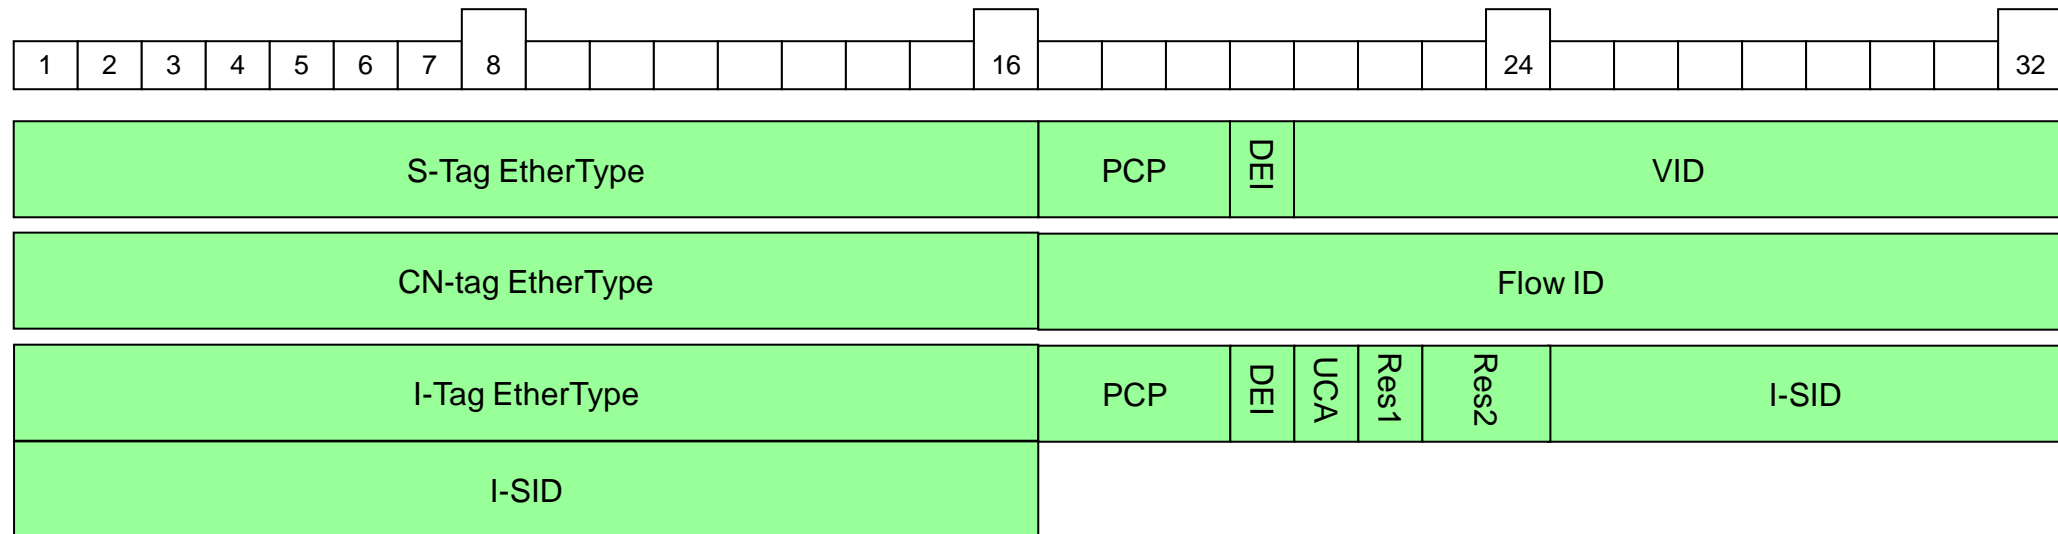 1 2 3 4 5 6 7 8 16 24 32
S-Tag EtherType PCP DEI VID
CN-tag EtherType Flow ID
I-Tag EtherType PCP DEI UCA Res1 Res2 I-SID
I-SID